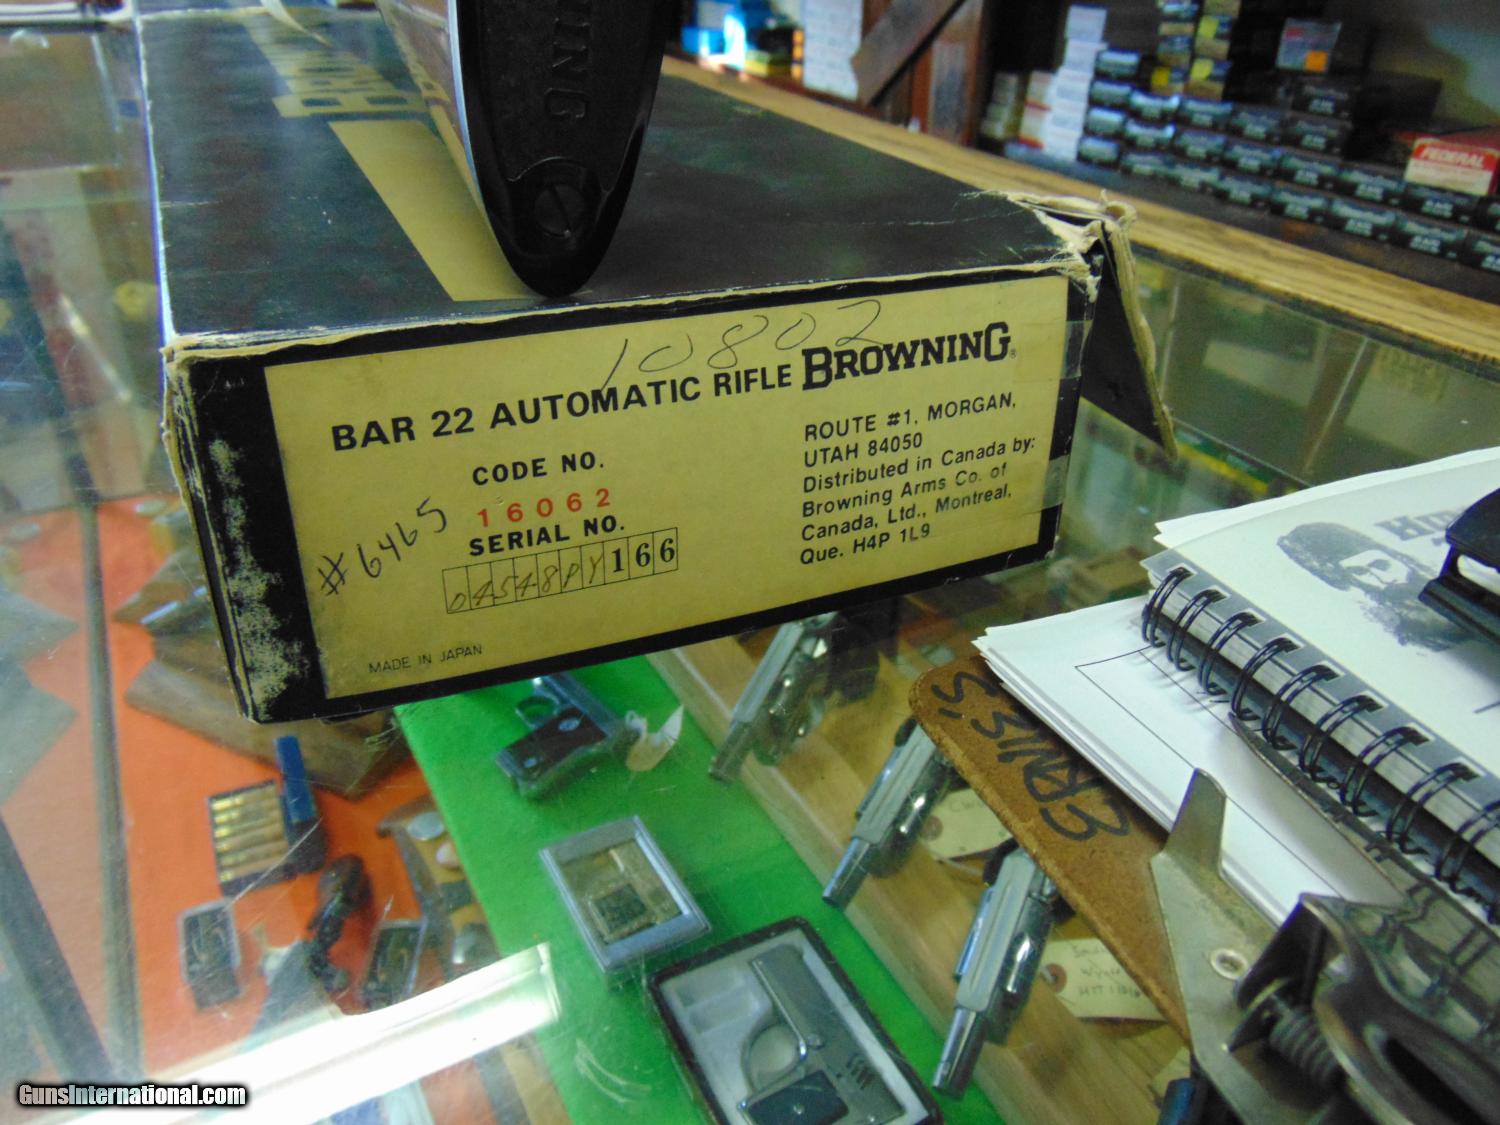 NING
10802
BAR 22 AUTOMATIC RIFLE BROWNING®
CODE NO.
16062
SERIAL NO.
04548PY166
#6465
MADE IN JAPAN
ROUTE #1, MORGAN,
UTAH 84050
Distributed in Canada by:
Browning Arms Co. of
Canada, Ltd., Montreal,
Que. H4P 1L9
FEDERAL
ERNIE'S
GunsInternational.com